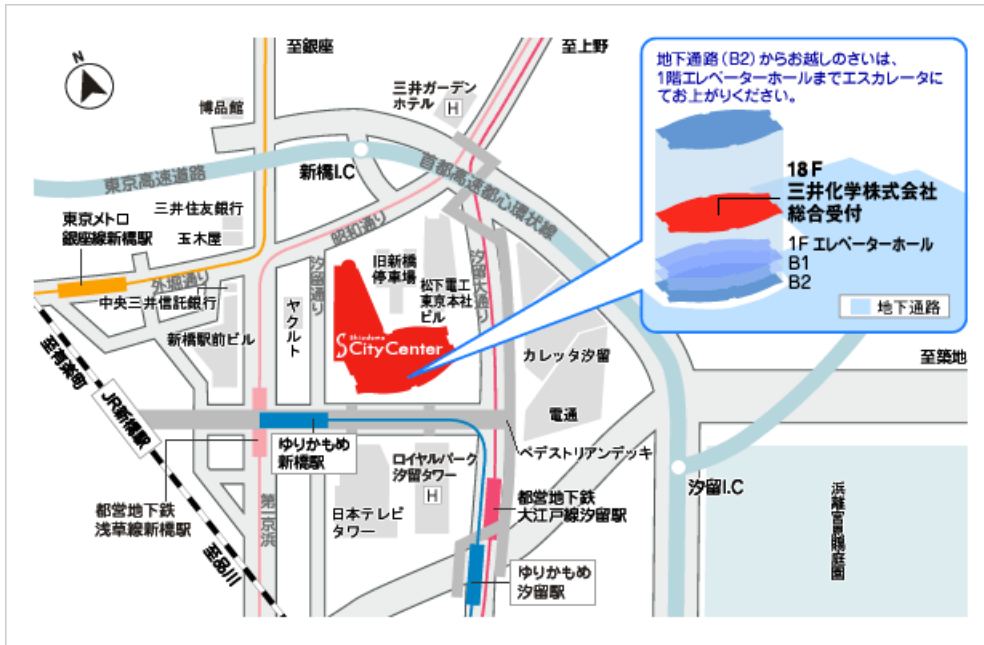 N
至銀座
至上野
三井ガーデン
ホテル
H
博品館
新橋I.C
東京高速道路
首都高速都心環状線
東京メトロ
銀座線新橋駅
三井住友銀行
玉木屋
外堀通り
中央三井信託銀行
昭和通り
汐留通り
旧新橋
停車場
松下電工
東京本社
ビル
汐留大通り
ヤクルト
新橋駅前ビル
Shiodome
S City Center
カレッタ汐留
電通
至築地
至有楽町
JR新橋駅
至品川
ゆりかもめ
新橋駅
都営地下鉄
浅草線新橋駅
第一京浜
日本テレビ
タワー
ロイヤルパーク
汐留タワー
H
ペデストリアンデッキ
都営地下鉄
大江戸線汐留駅
ゆりかもめ
汐留駅
汐留I.C
浜離宮恩賜庭園
地下通路(B2)からお越しのさいは、
1階エレベーターホールまでエスカレータに
てお上がりください。
18F
三井化学株式会社
総合受付
1F エレベーターホール
B1
B2
地下通路